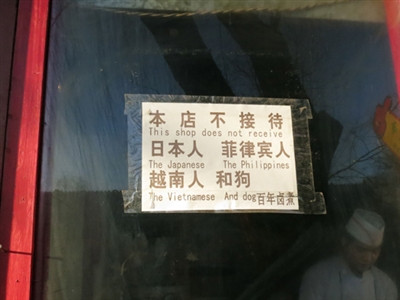 本店不接待
This shop does not receive
日本人 菲律宾人
The Japanese The Philippines
越南人 和狗
The Vietnamese And dog 百年卤煮